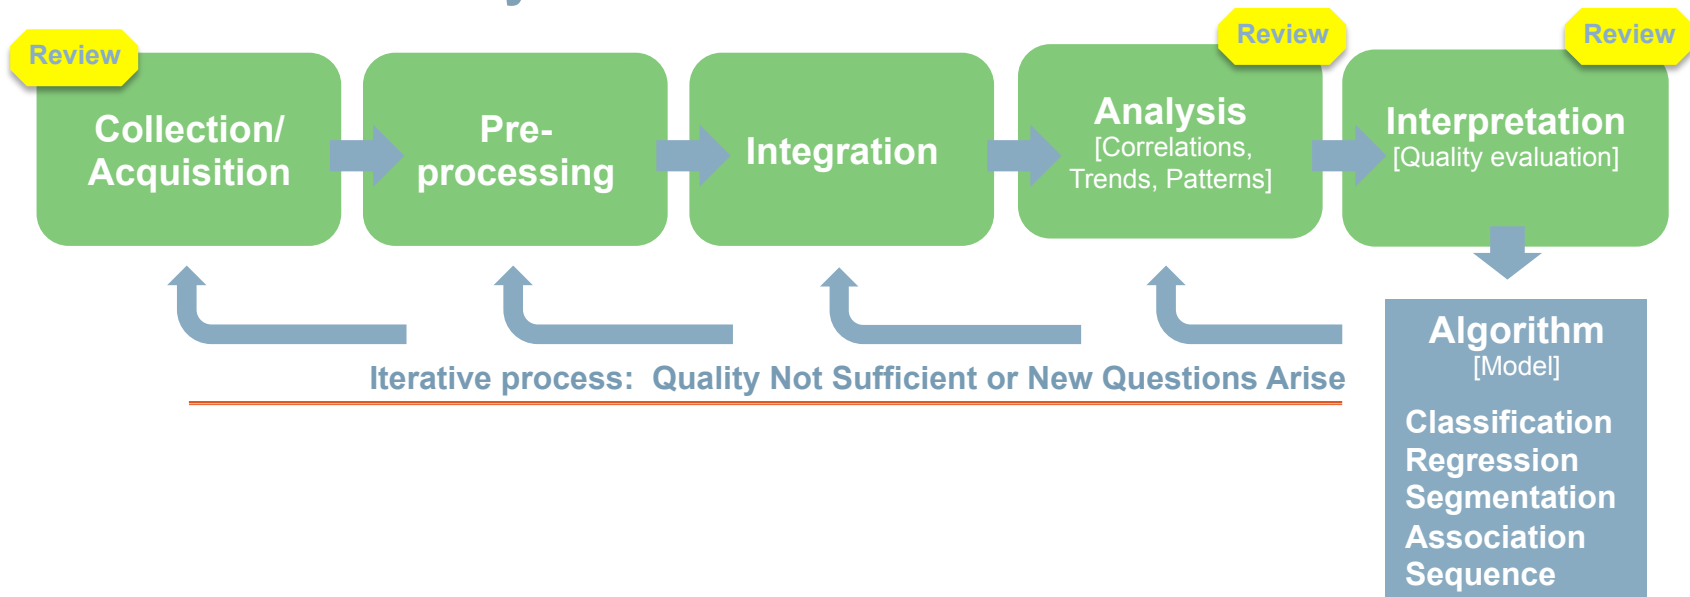 Review
Collection/
Acquisition
Pre-
processing
Integration
Review
Analysis
[Correlations,
Trends, Patterns]
Review
Interpretation
[Quality evaluation]
Iterative process:  Quality Not Sufficient or New Questions Arise
Algorithm
[Model]
Classification
Regression
Segmentation
Association
Sequence